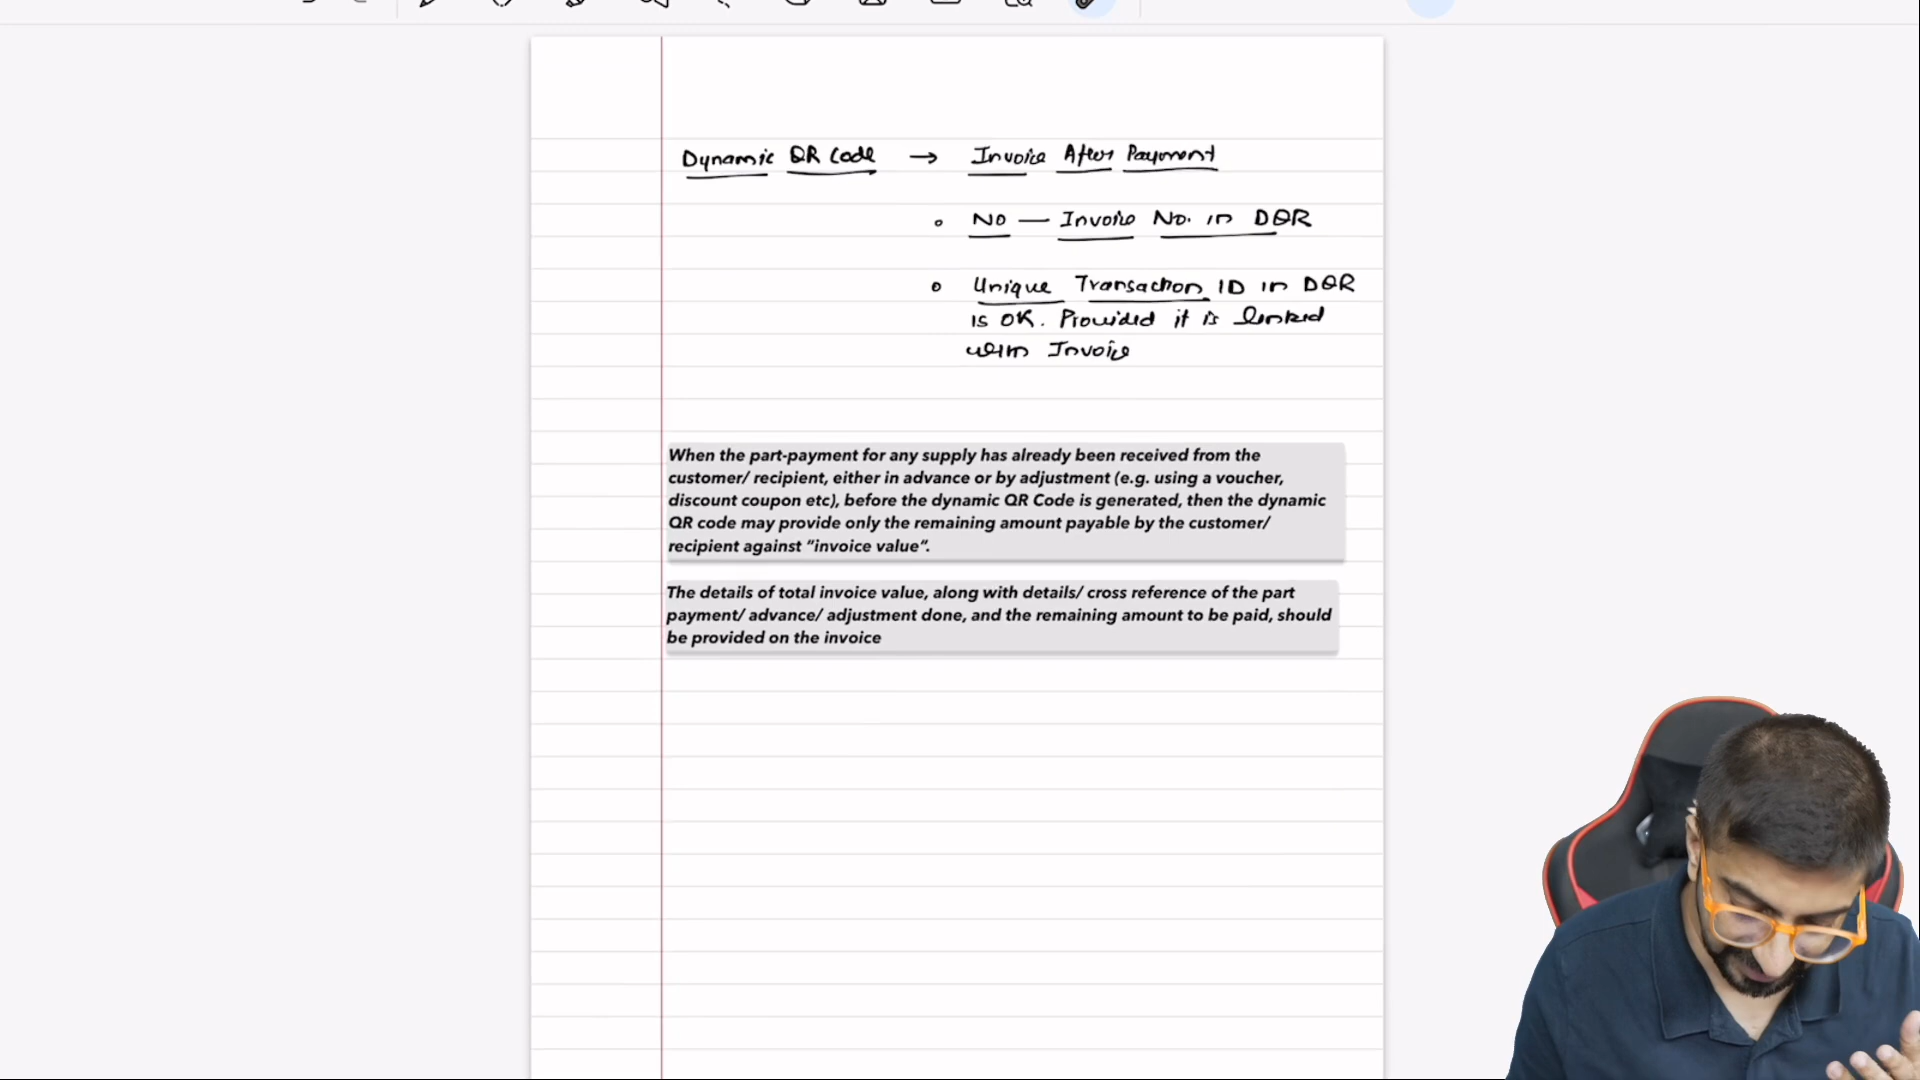 Dynamic QR Code → Invoice After Payment
◦ NO — Invoice No. in DQR
◦ Unique Transaction ID in DQR
is OK. Provided it is linked
with Invoice
When the part-payment for any supply has already been received from the
customer/ recipient, either in advance or by adjustment (e.g. using a voucher,
discount coupon etc), before the dynamic QR Code is generated, then the dynamic
QR code may provide only the remaining amount payable by the customer/
recipient against “invoice value“.
The details of total invoice value, along with details/ cross reference of the part
payment/ advance/ adjustment done, and the remaining amount to be paid, should
be provided on the invoice